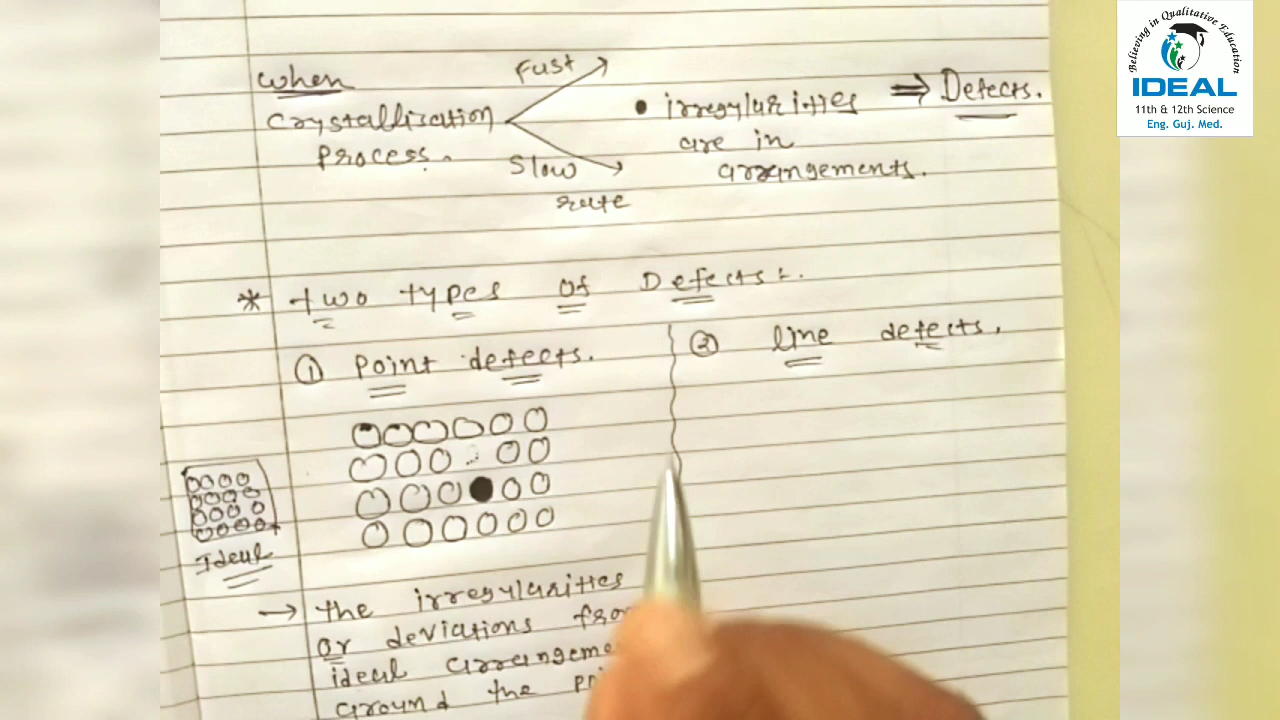 when
Fast
crystallization
process.
Slow
rate
• irregularities
are in
arrangements.
⇒ Defects.
* two types of Defects :.
① point defects.
② line defects.
Ideal
→ the irregularities
or deviations
ideal
around the
Believing in Qualitative Education
IDEAL
11th & 12th Science
Eng. Guj. Med.